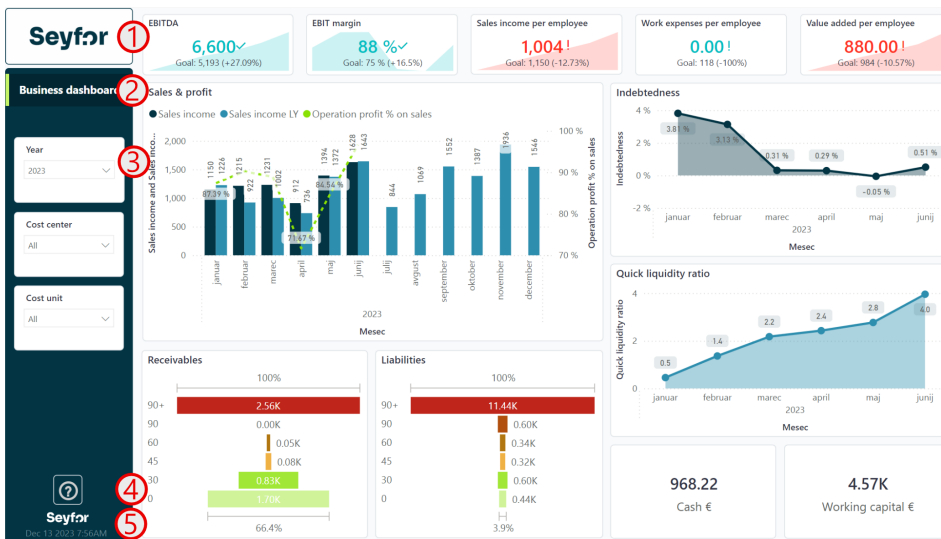 Seyfor
1
Business dashboard
2
Year
2023
3
Cost center
All
Cost unit
All
4
Seyfor
5
Dec 13 2023 7:56AM
EBITDA
6,600
Goal: 5,193 (+27.09%)
EBIT margin
88 %
Goal: 75 % (+16.5%)
Sales income per employee
1,004!
Goal: 1,150 (-12.73%)
Work expenses per employee
0.00!
Goal: 118 (-100%)
Value added per employee
880.00!
Goal: 984 (-10.57%)
Sales & profit
Sales income Sales income LY Operation profit % on sales
Sales income and Sales inco...
2,000
1,500
1,000
500
0
1150
1226
1215
922
1231
1002
912
736
1394
1372
1628
1643
844
1069
1552
1387
1936
1546
87.39 %
71.67 %
84.54 %
100 %
90 %
80 %
70 %
Operation profit % on sales
januar
februar
marec
april
maj
junij
julij
avgust
september
oktober
november
december
2023
Mesec
Indebtedness
Indebtedness
4 %
2 %
0 %
-2 %
3.81 %
3.13 %
0.31 %
0.29 %
-0.05 %
0.51 %
januar februar marec april maj junij
2023
Mesec
Quick liquidity ratio
Quick liquidity ratio
4
2
0
0.5
1.4
2.2
2.4
2.8
4.0
januar februar marec april maj junij
2023
Mesec
Receivables
100%
90+ 2.56K
90 0.00K
60 0.05K
45 0.08K
30 0.83K
0 1.70K
66.4%
Liabilities
100%
90+ 11.44K
90 0.60K
60 0.34K
45 0.32K
30 0.60K
0 0.44K
3.9%
968.22
Cash €
4.57K
Working capital €